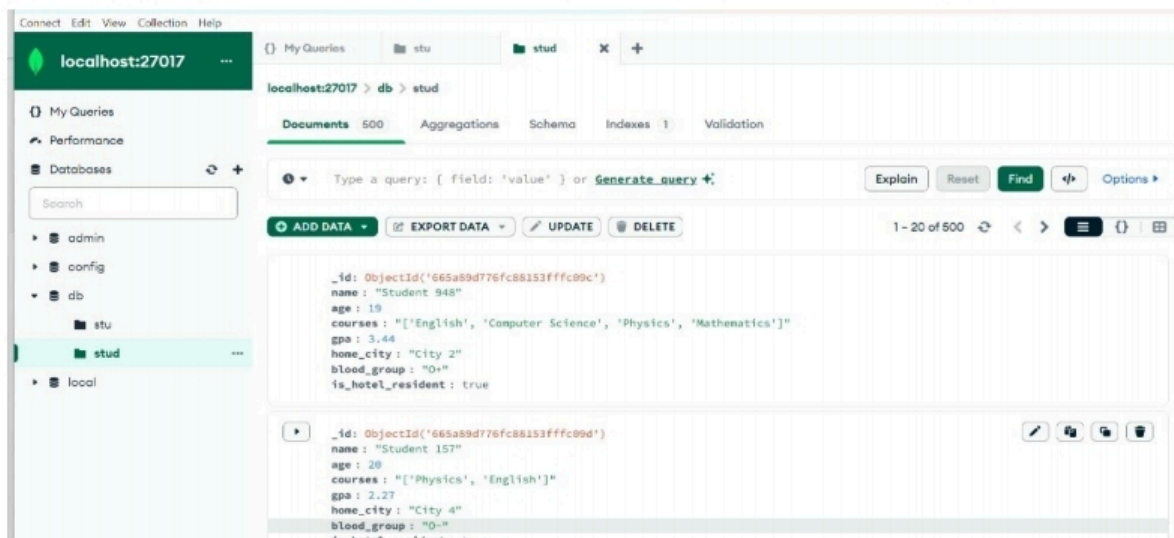 Connect Edit View Collection Help
localhost:27017 ...
{} My Queries
Performance
Databases
Search
admin
config
db
stu
stud ...
local
{} My Queries stu stud
localhost:27017 > db > stud
Documents 500 Aggregations Schema Indexes 1 Validation
Type a query: { field: 'value' } or Generate query
Explain Reset Find </> Options
ADD DATA EXPORT DATA UPDATE DELETE
1 - 20 of 500 {}
_id: ObjectId('665a89d776fc88153fffc09c')
name : "Student 948"
age : 19
courses : "['English', 'Computer Science', 'Physics', 'Mathematics']"
gpa : 3.44
home_city : "City 2"
blood_group : "O+"
is_hotel_resident : true
_id: ObjectId('665a89d776fc88153fffc09d')
name : "Student 157"
age : 20
courses : "['Physics', 'English']"
gpa : 2.27
home_city : "City 4"
blood_group : "O-"